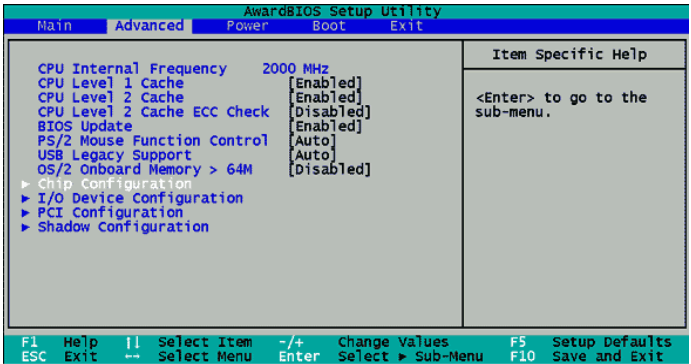 AwardBIOS Setup Utility
Main Advanced Power Boot Exit
Item Specific Help
CPU Internal Frequency 2000 MHz
CPU Level 1 Cache [Enabled]
CPU Level 2 Cache [Enabled]
<Enter> to go to the
CPU Level 2 Cache ECC Check [Disabled]
sub-menu.
BIOS Update [Enabled]
PS/2 Mouse Function Control [Auto]
USB Legacy Support [Auto]
OS/2 Onboard Memory > 64M [Disabled]
► Chip Configuration
► I/O Device Configuration
► PCI Configuration
► Shadow Configuration
F1 Help ↑↓ Select Item -/+ Change Values F5 Setup Defaults
ESC Exit ←→ Select Menu Enter Select ► Sub-Menu F10 Save and Exit